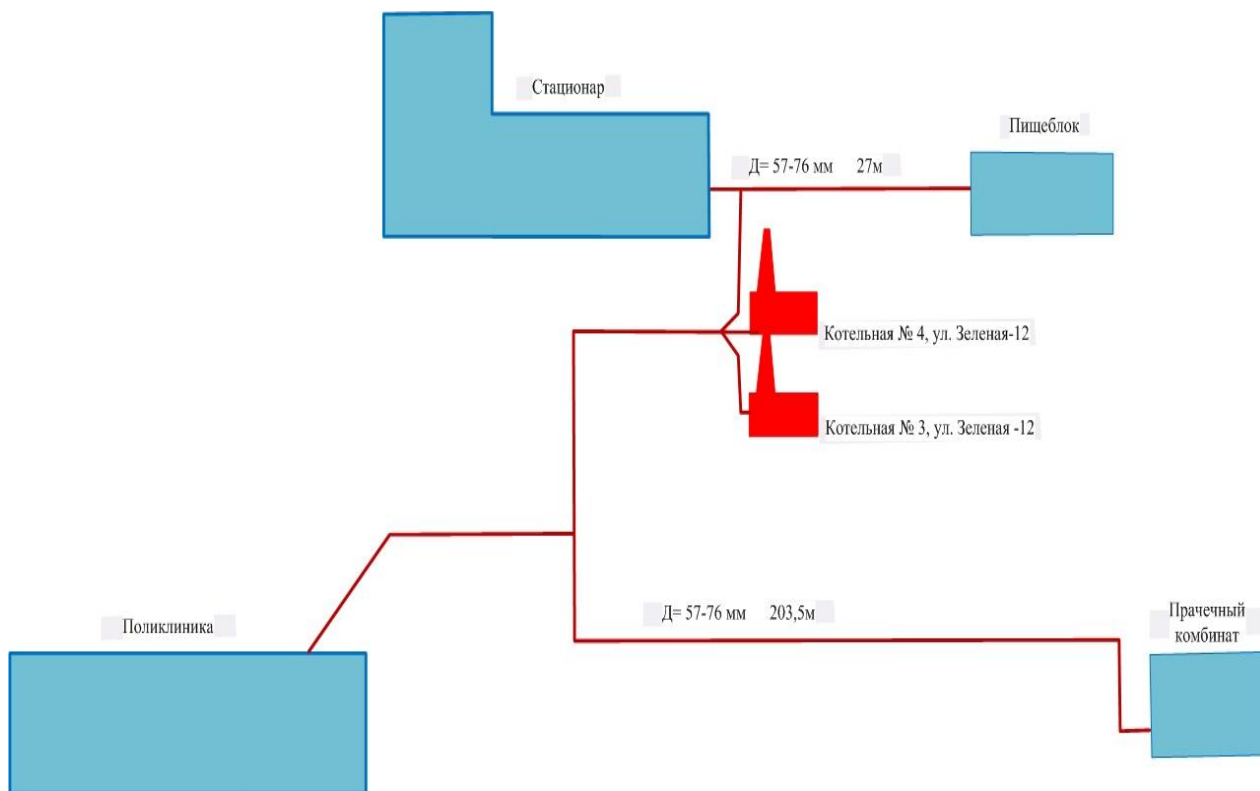 Стационар
Пищеблок
Д= 57-76 мм 27м
Котельная № 4, ул. Зеленая-12
Котельная № 3, ул. Зеленая -12
Д= 57-76 мм 203,5м
Поликлиника
Прачечный
комбинат